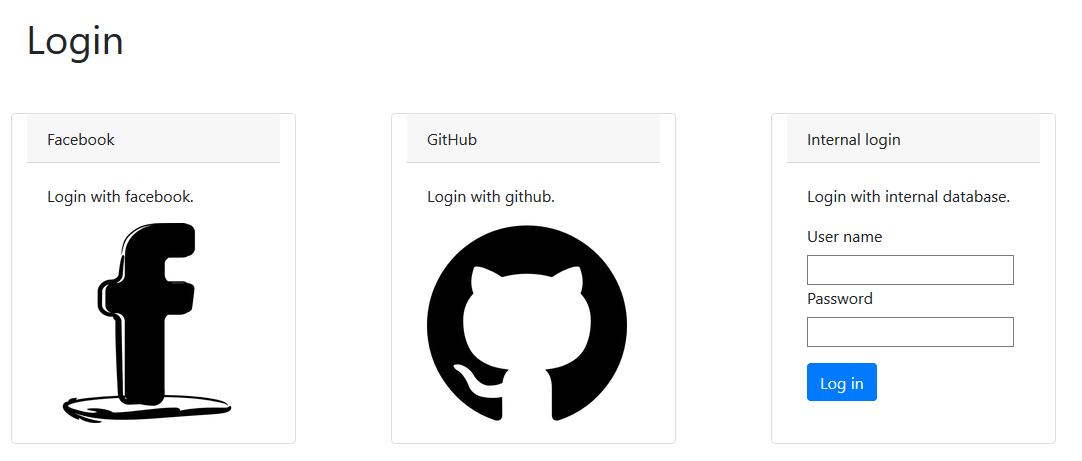 Login
Facebook
Login with facebook.
GitHub
Login with github.
Internal login
Login with internal database.
User name
Password
Log in